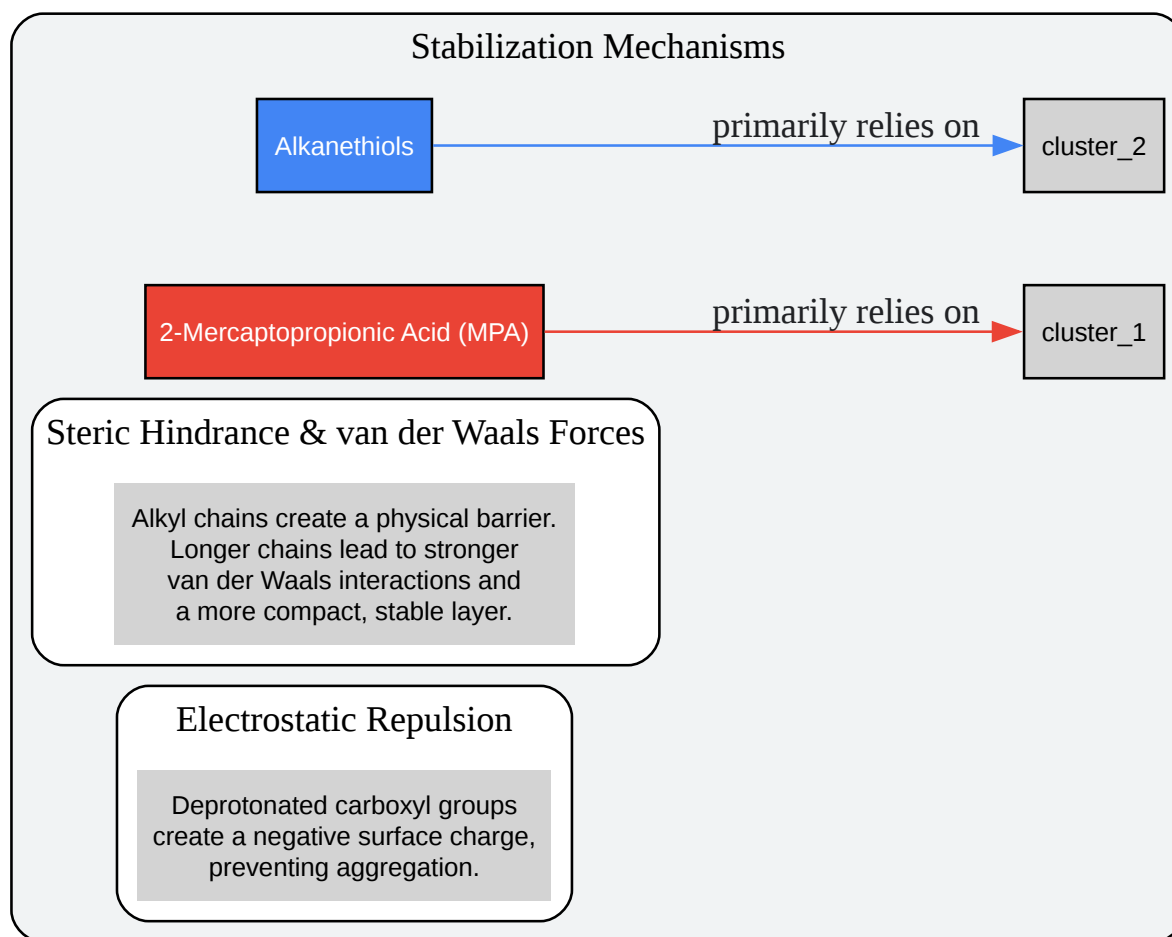 Stabilization Mechanisms
Alkanethiols
primarily relies on
cluster_2
2-Mercaptopropionic Acid (MPA)
primarily relies on
cluster_1
Steric Hindrance & van der Waals Forces
Alkyl chains create a physical barrier.
Longer chains lead to stronger
van der Waals interactions and
a more compact, stable layer.
Electrostatic Repulsion
Deprotonated carboxyl groups
create a negative surface charge,
preventing aggregation.